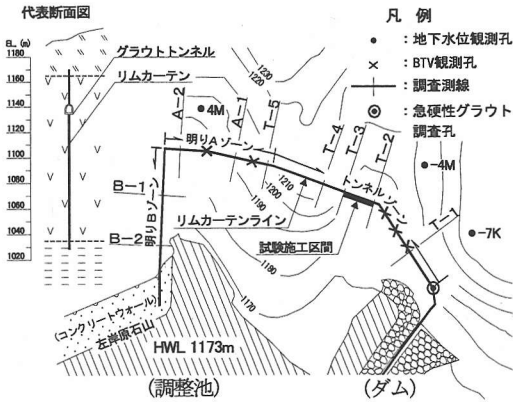 代表断面図
EL. (m)
1180
1160
1140
1120
1100
1080
1060
1040
1020
グラウトトンネル
リムカーテン
凡 例
：地下水位観測孔
：BTV観測孔
：調査測線
：急硬性グラウト
調査孔
1230
1220
1210
1200
1190
1180
1170
A-2
-4M
A-1
T-5
T-4
T-3
T-2
T-1
-4M
-7K
明りAゾーン
明りBゾーン
トンネルゾーン
B-1
B-2
リムカーテンライン
試験施工区間
(コンクリートウォール)
左岸原石山
HWL 1173m
(調整池)
(ダム)